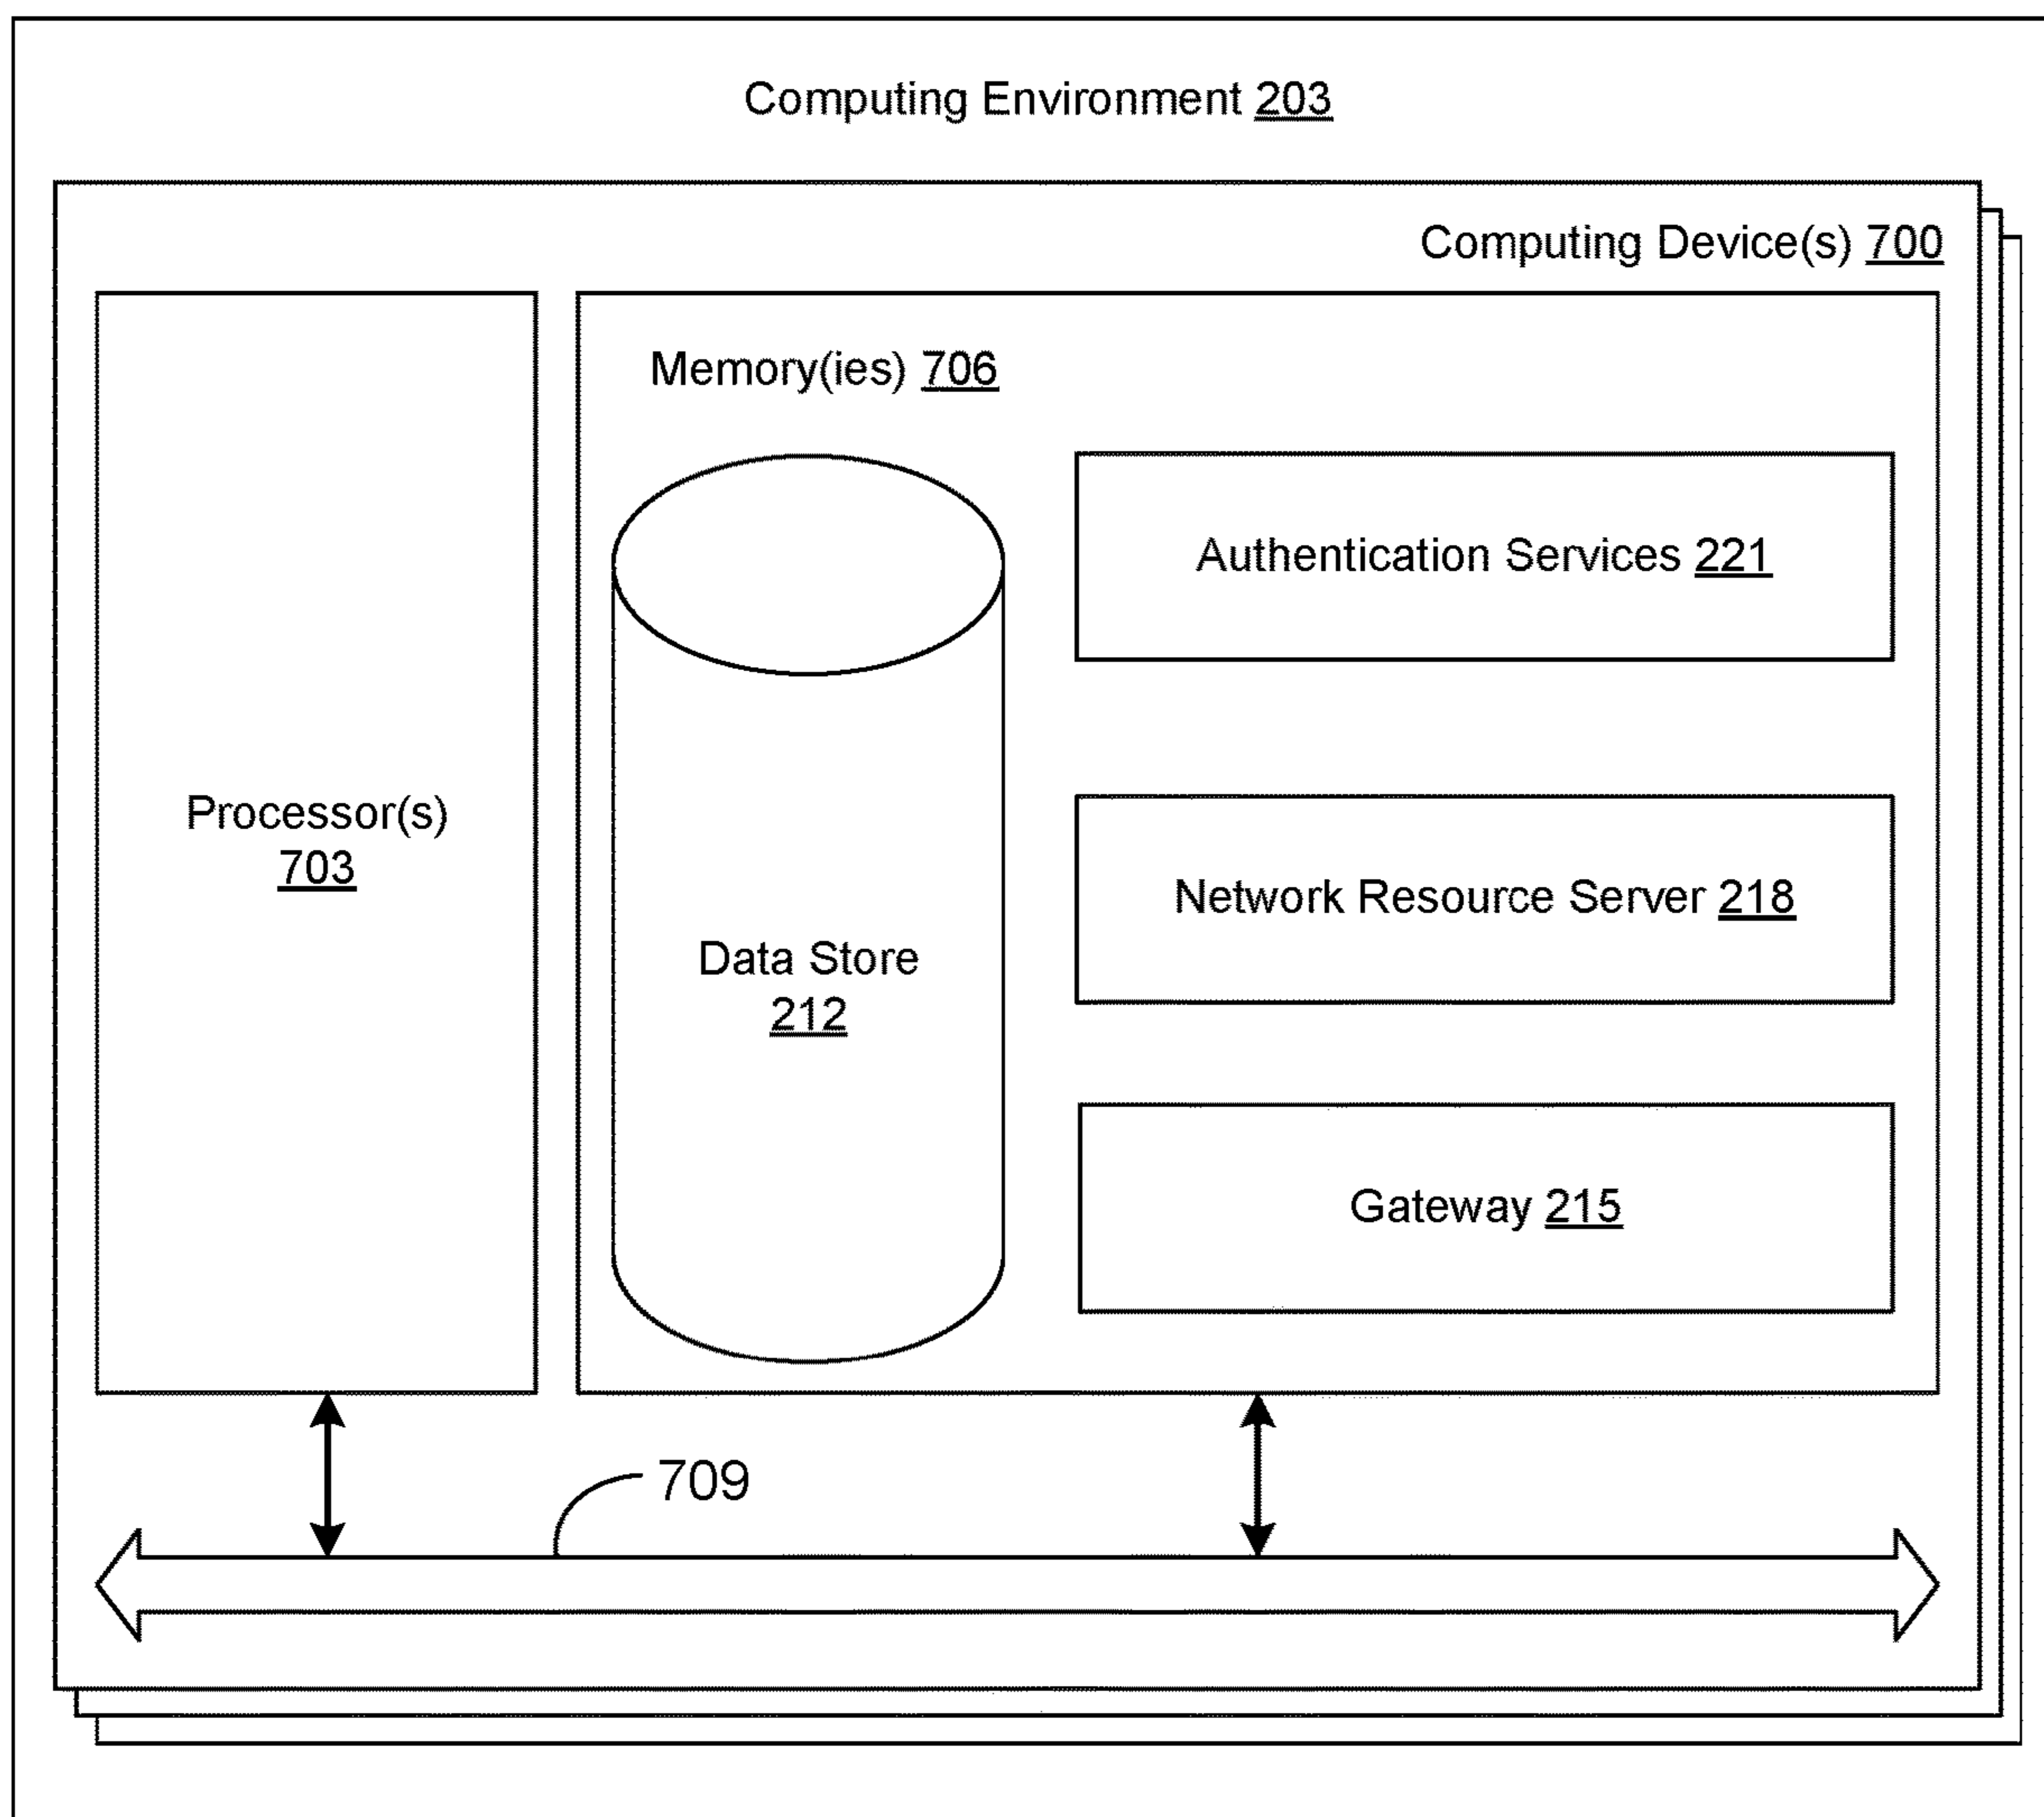 Computing Environment 203
Computing Device(s) 700
Memory(ies) 706
Authentication Services 221
Processor(s)
703
Network Resource Server 218
Data Store
212
Gateway 215
709